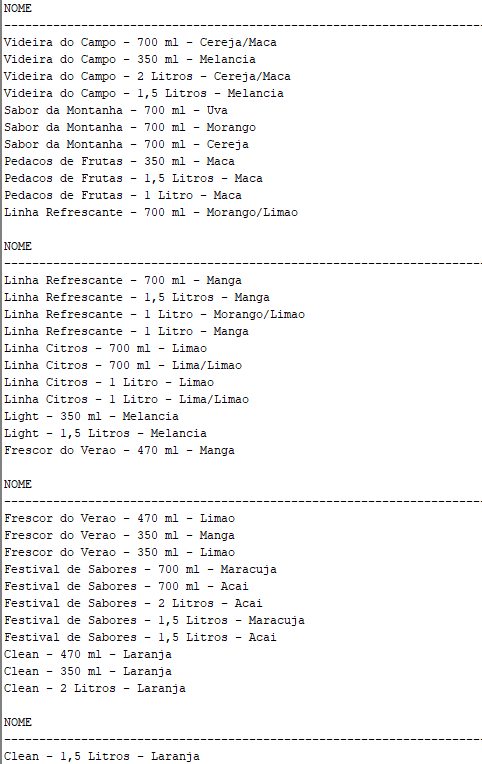 NOME
--------------------------------------------------------------------
Videira do Campo - 700 ml - Cereja/Maca
Videira do Campo - 350 ml - Melancia
Videira do Campo - 2 Litros - Cereja/Maca
Videira do Campo - 1,5 Litros - Melancia
Sabor da Montanha - 700 ml - Uva
Sabor da Montanha - 700 ml - Morango
Sabor da Montanha - 700 ml - Cereja
Pedacos de Frutas - 350 ml - Maca
Pedacos de Frutas - 1,5 Litros - Maca
Pedacos de Frutas - 1 Litro - Maca
Linha Refrescante - 700 ml - Morango/Limao
NOME
--------------------------------------------------------------------
Linha Refrescante - 700 ml - Manga
Linha Refrescante - 1,5 Litros - Manga
Linha Refrescante - 1 Litro - Morango/Limao
Linha Refrescante - 1 Litro - Manga
Linha Citros - 700 ml - Limao
Linha Citros - 700 ml - Lima/Limao
Linha Citros - 1 Litro - Limao
Linha Citros - 1 Litro - Lima/Limao
Light - 350 ml - Melancia
Light - 1,5 Litros - Melancia
Frescor do Verao - 470 ml - Manga
NOME
--------------------------------------------------------------------
Frescor do Verao - 470 ml - Limao
Frescor do Verao - 350 ml - Manga
Frescor do Verao - 350 ml - Limao
Festival de Sabores - 700 ml - Maracuja
Festival de Sabores - 700 ml - Acai
Festival de Sabores - 2 Litros - Acai
Festival de Sabores - 1,5 Litros - Maracuja
Festival de Sabores - 1,5 Litros - Acai
Clean - 470 ml - Laranja
Clean - 350 ml - Laranja
Clean - 2 Litros - Laranja
NOME
--------------------------------------------------------------------
Clean - 1,5 Litros - Laranja